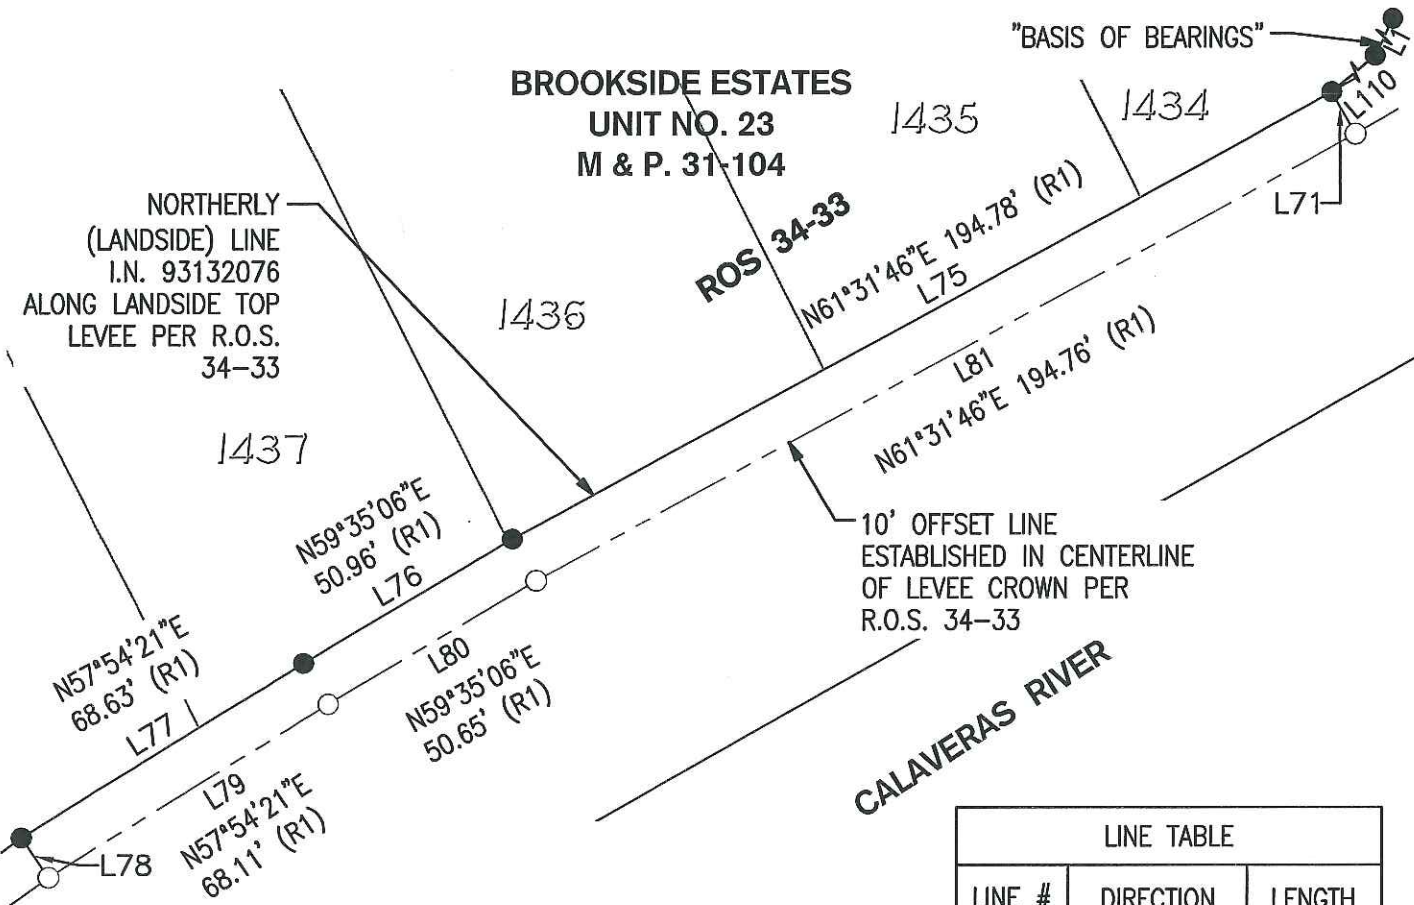 "BASIS OF BEARINGS"
L1
L110
BROOKSIDE ESTATES
UNIT NO. 23
M & P. 31-104
1435
1434
L71
NORTHERLY
(LANDSIDE) LINE
I.N. 93132076
ALONG LANDSIDE TOP
LEVEE PER R.O.S.
34-33
ROS 34-33
N61°31'46"E 194.78' (R1)
L75
1436
L81
N61°31'46"E 194.76' (R1)
1437
N59°35'06"E
50.96' (R1)
L76
10' OFFSET LINE
ESTABLISHED IN CENTERLINE
OF LEVEE CROWN PER
R.O.S. 34-33
N57°54'21"E
68.63' (R1)
L77
L80
N59°35'06"E
50.65' (R1)
CALAVERAS RIVER
L79
N57°54'21"E
68.11' (R1)
L78
LINE TABLE
LINE # DIRECTION LENGTH